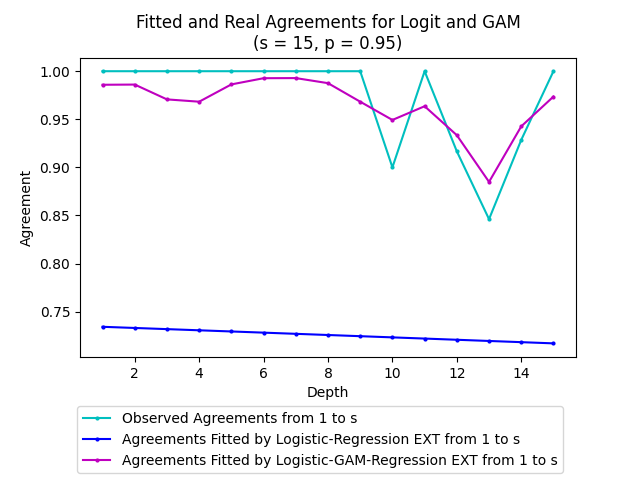 Fitted and Real Agreements for Logit and GAM
(s = 15, p = 0.95)
1.00
0.95
0.90
0.85
0.80
0.75
Agreement
2 4 6 8 10 12 14
Depth
Observed Agreements from 1 to s
Agreements Fitted by Logistic-Regression EXT from 1 to s
Agreements Fitted by Logistic-GAM-Regression EXT from 1 to s